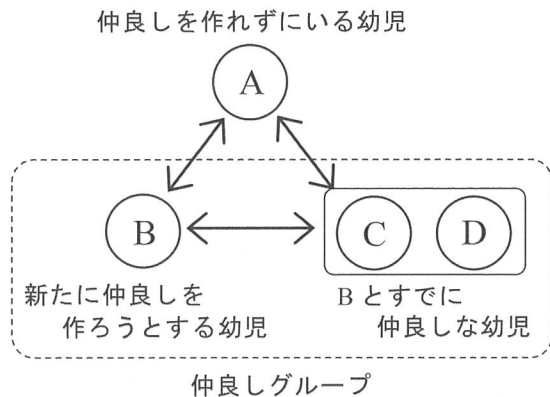 仲良しを作れずにいる幼児
A
B
C
D
新たに仲良しを
作ろうとする幼児
Bとすでに
仲良しな幼児
仲良しグループ